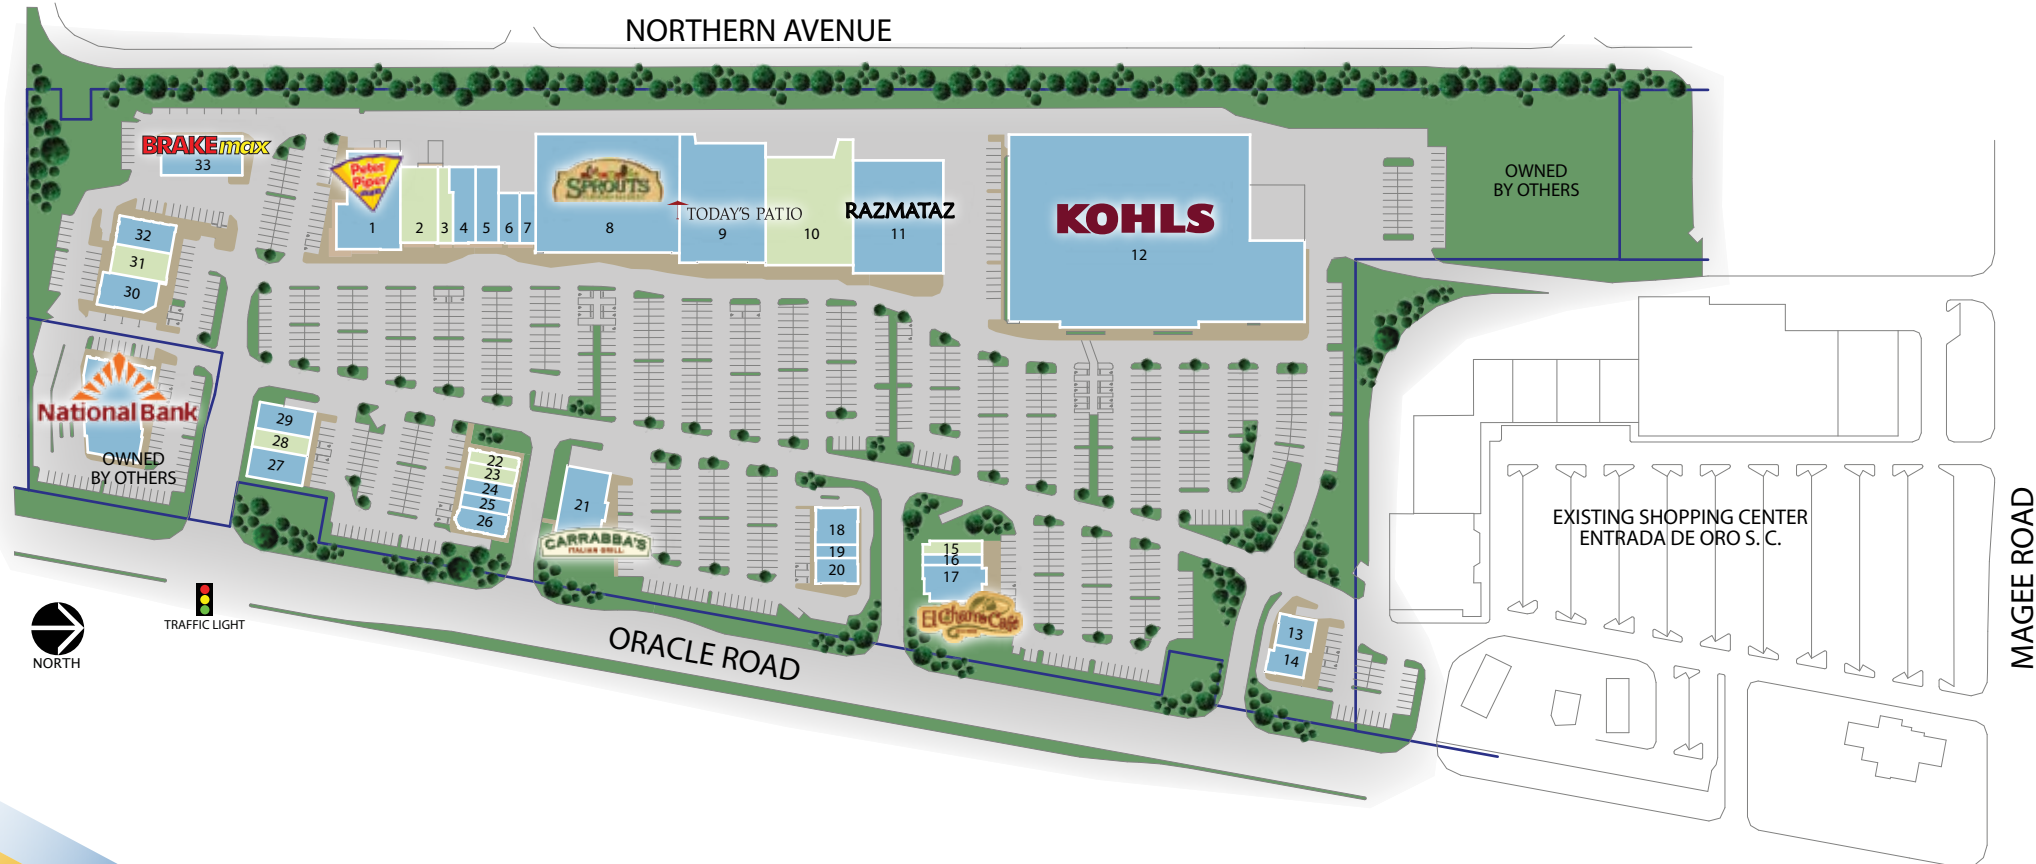 NORTHERN AVENUE
BRAKEmax
33
Peter
Piper
SPROUTS
TODAY'S PATIO
RAZMATAZ
KOHLS
OWNED
BY OTHERS
1
2
3
4
5
6
7
8
9
10
11
12
32
31
30
National Bank
OWNED
BY OTHERS
29
28
27
22
23
24
25
26
21
CARRABBA'S
ITALIAN GRILL
18
19
20
15
16
17
El Charro Café
13
14
EXISTING SHOPPING CENTER
ENTRADA DE ORO S. C.
MAGEE ROAD
TRAFFIC LIGHT
NORTH
ORACLE ROAD